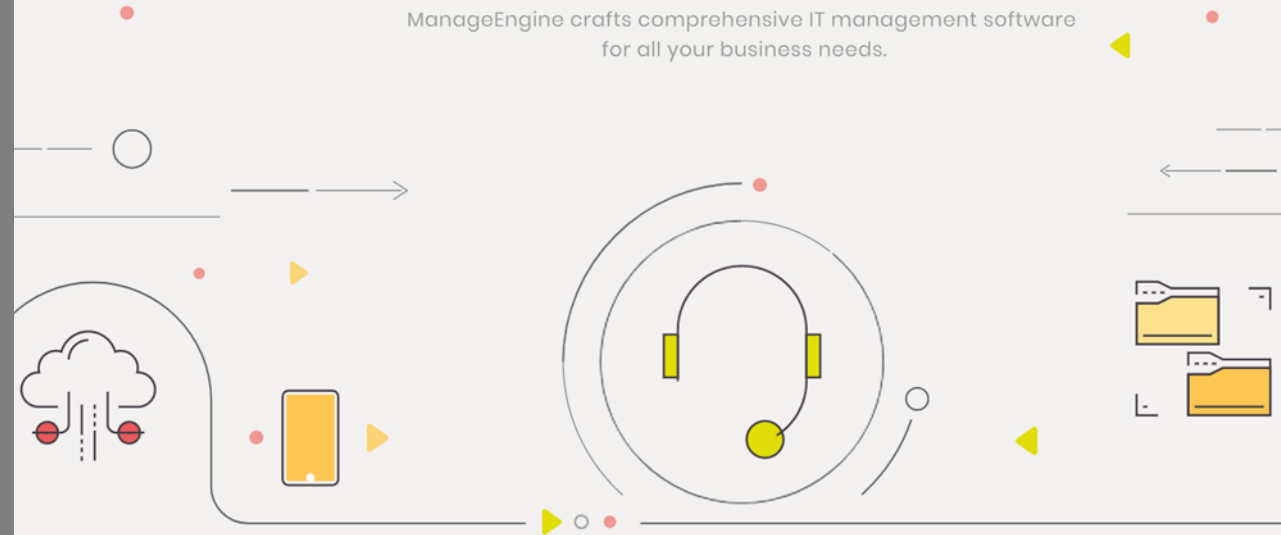 ManageEngine crafts comprehensive IT management software
for all your business needs.